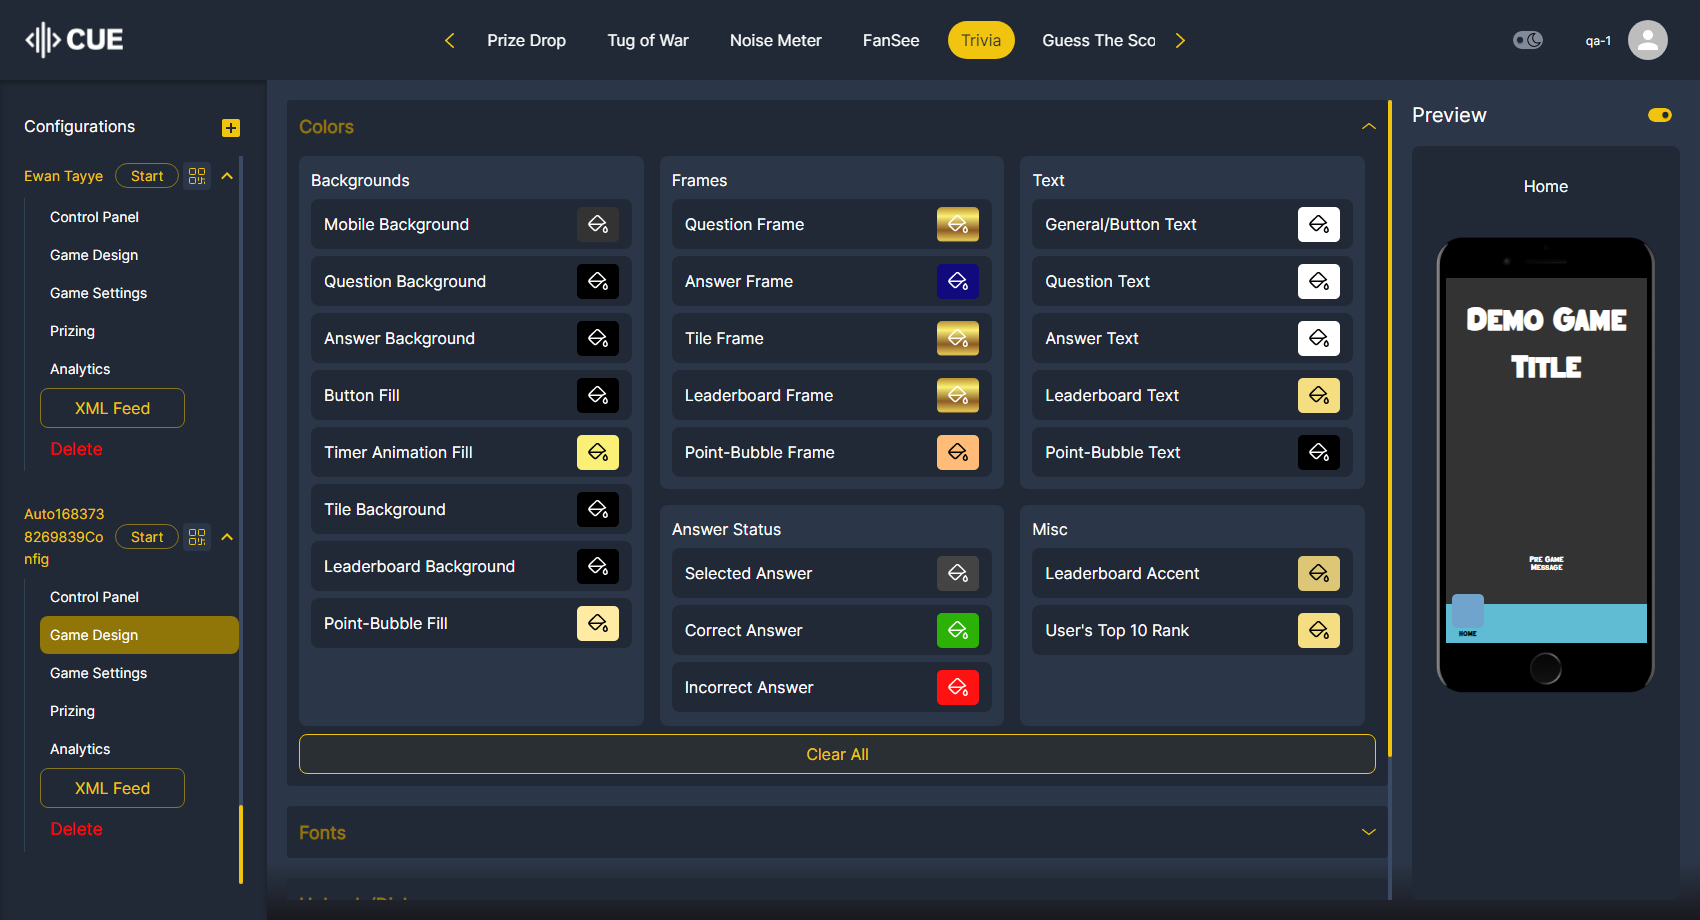 CUE
Prize Drop
Tug of War
Noise Meter
FanSee
Trivia
Guess The Sco
qa-1
Configurations
Ewan Tayye
Start
Control Panel
Game Design
Game Settings
Prizing
Analytics
XML Feed
Delete
Auto168373
8269839Co
nfig
Start
Control Panel
Game Design
Game Settings
Prizing
Analytics
XML Feed
Delete
Colors
Backgrounds
Mobile Background
Question Background
Answer Background
Button Fill
Timer Animation Fill
Tile Background
Leaderboard Background
Point-Bubble Fill
Frames
Question Frame
Answer Frame
Tile Frame
Leaderboard Frame
Point-Bubble Frame
Text
General/Button Text
Question Text
Answer Text
Leaderboard Text
Point-Bubble Text
Answer Status
Selected Answer
Correct Answer
Incorrect Answer
Misc
Leaderboard Accent
User's Top 10 Rank
Clear All
Fonts
Preview
Home
Demo Game
Title
Pre Game
Message
HOME